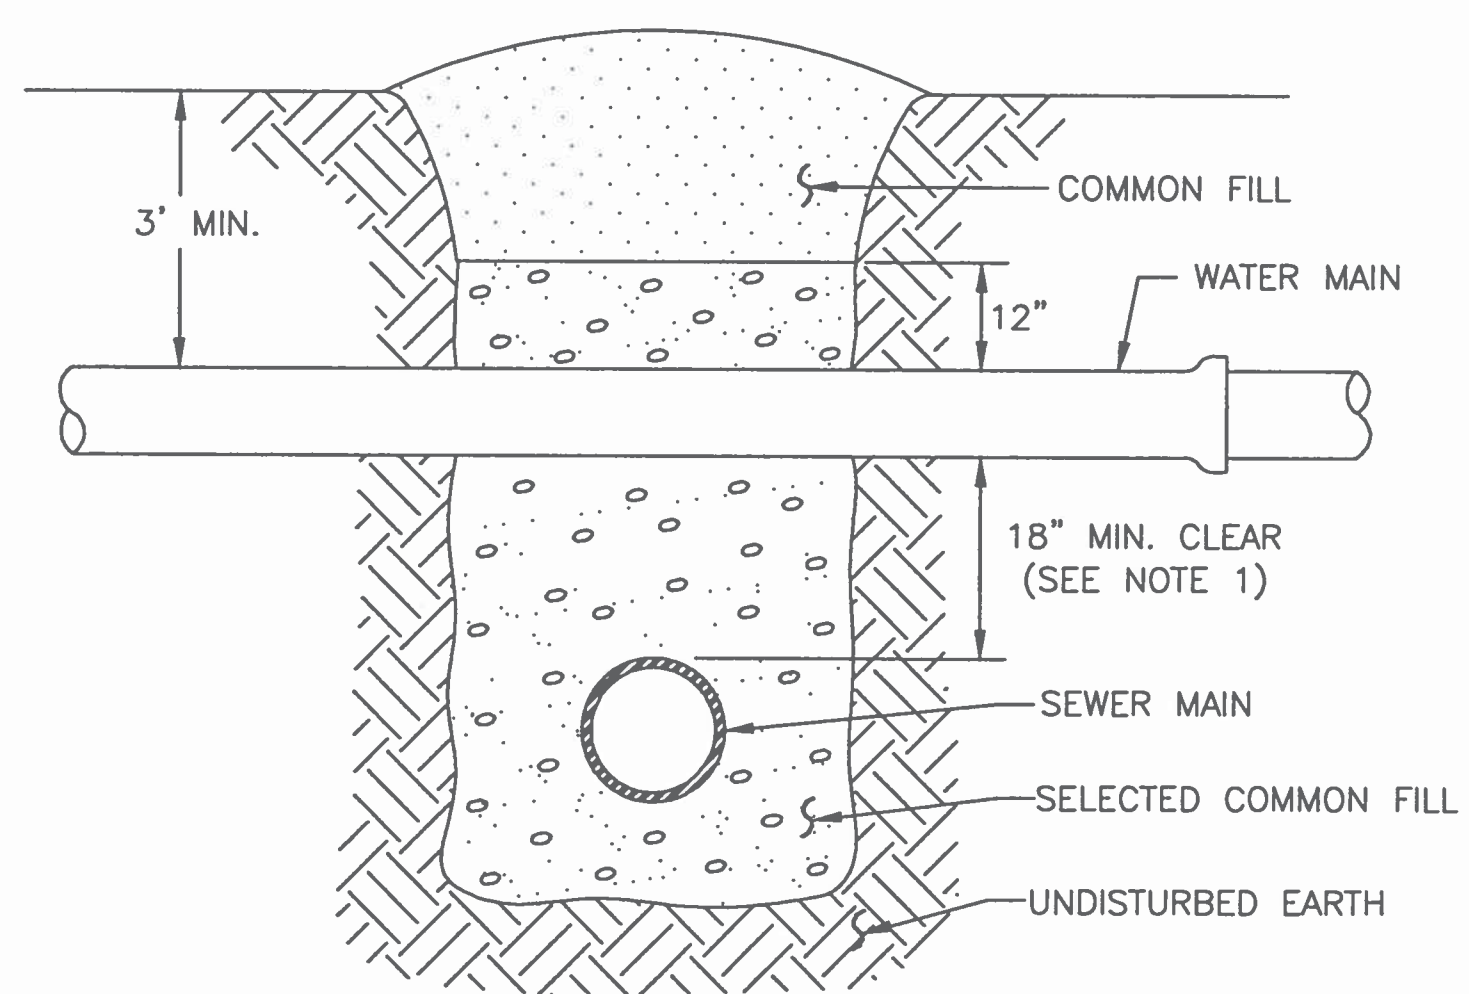 COMMON FILL
3' MIN.
WATER MAIN
12"
18" MIN. CLEAR
(SEE NOTE 1)
SEWER MAIN
SELECTED COMMON FILL
UNDISTURBED EARTH